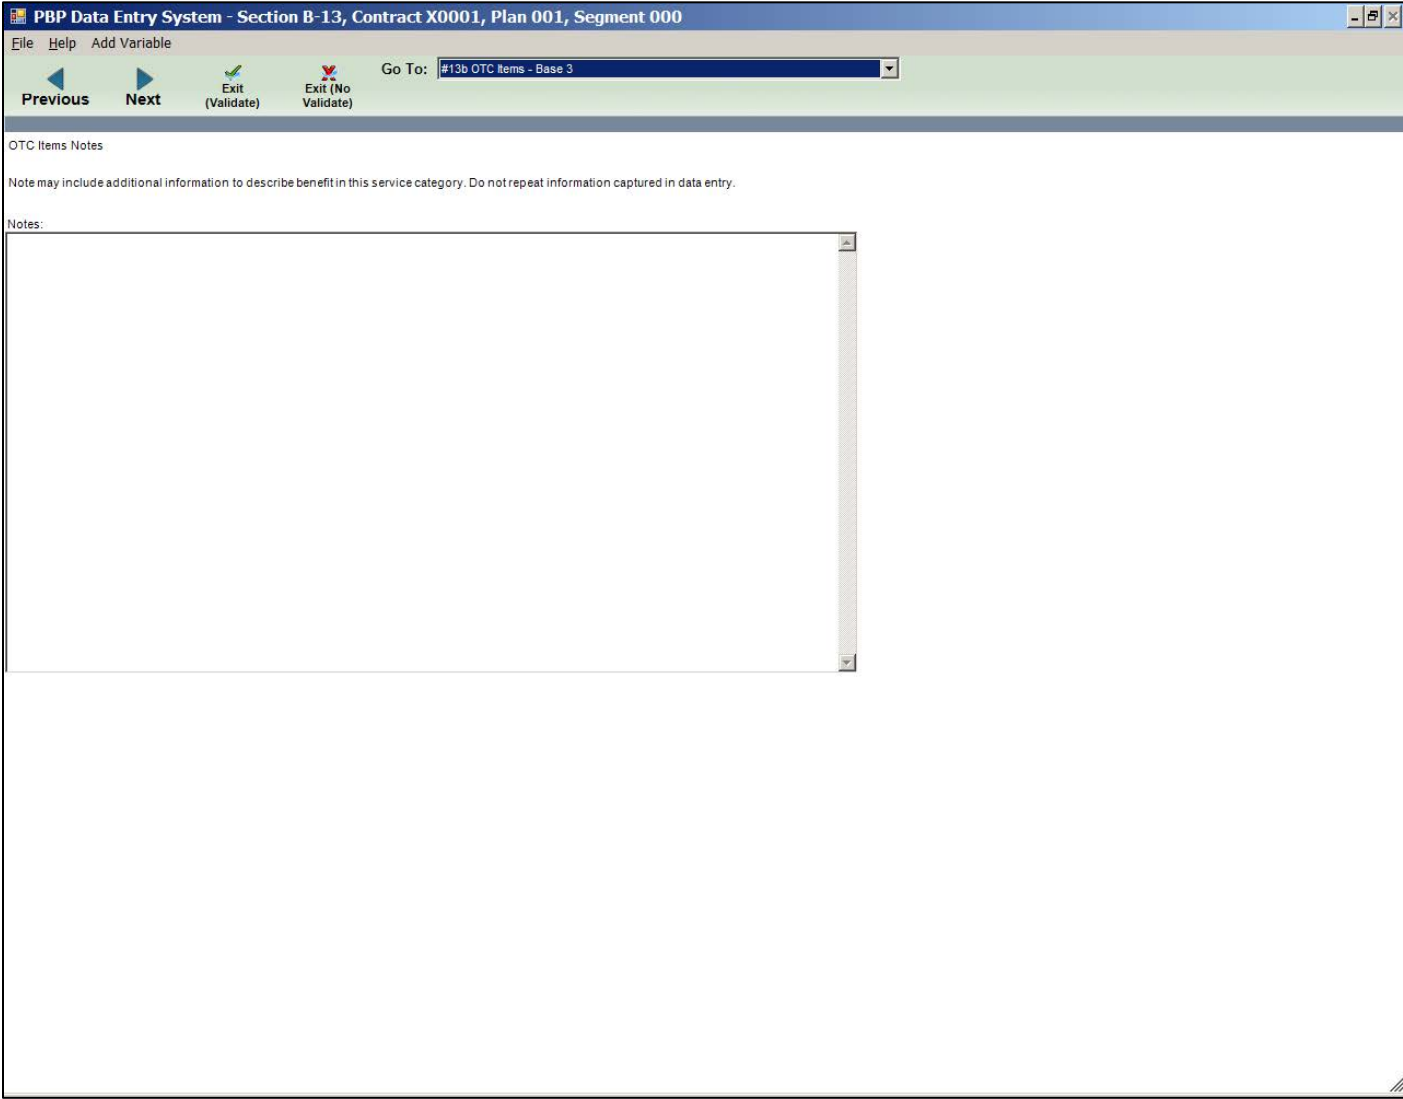 PBP Data Entry System - Section B-13, Contract X0001, Plan 001, Segment 000
File Help Add Variable
Previous Next Exit (Validate) Exit (No Validate) Go To: #13b OTC Items - Base 3
OTC Items Notes
Note may include additional information to describe benefit in this service category. Do not repeat information captured in data entry.
Notes: